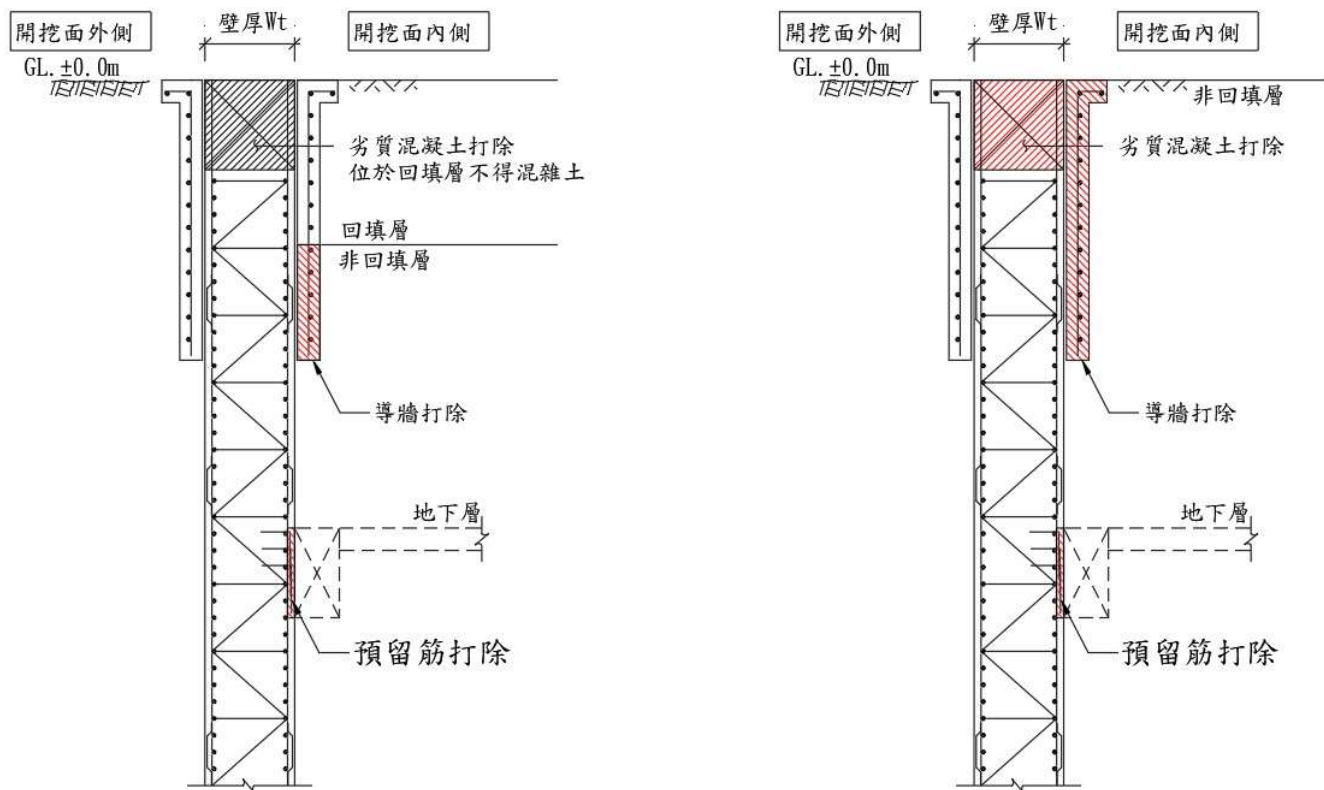 開挖面外側
壁厚Wt
開挖面內側
GL.±0.0m
劣質混凝土打除
位於回填層不得混雜土
回填層
非回填層
導牆打除
地下層
預留筋打除
開挖面外側
壁厚Wt
開挖面內側
GL.±0.0m
非回填層
劣質混凝土打除
導牆打除
地下層
預留筋打除